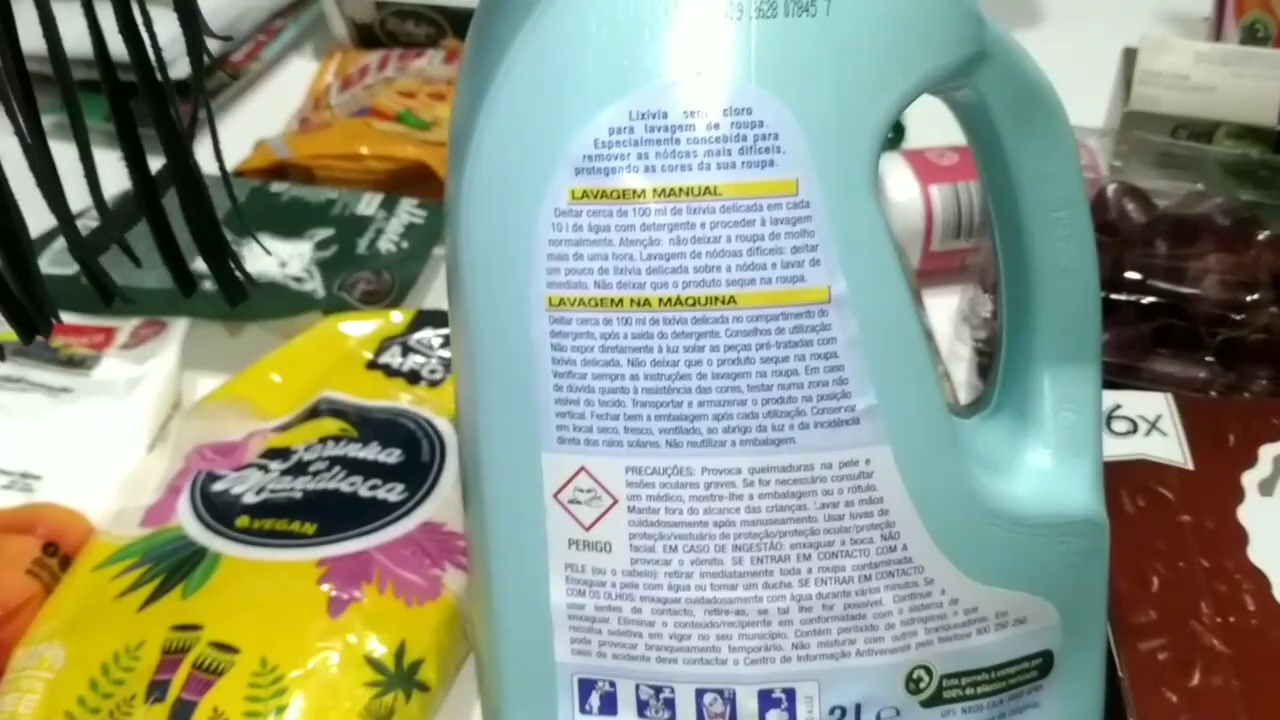 Lixívia sem cloro
para lavagem de roupa.
Especialmente concebida para
remover as nódoas mais difíceis,
protegendo as cores da sua roupa.
LAVAGEM MANUAL
Deitar cerca de 100 ml de lixívia delicada em cada
10 l de água com detergente e proceder à lavagem
normalmente. Atenção: não deixar a roupa de molho
mais de uma hora. Lavagem de nódoas difíceis: deitar
um pouco de lixívia delicada sobre a nódoa e lavar de
imediato. Não deixar que o produto seque na roupa.
LAVAGEM NA MÁQUINA
Deitar cerca de 100 ml de lixívia delicada no compartimento do
detergente, após a saída do detergente. Conselhos de utilização:
Não expor diretamente à luz solar as peças pré-tratadas com
lixívia delicada. Não deixar que o produto seque na roupa.
Verificar sempre as instruções de lavagem na roupa. Em caso
de dúvida quanto à resistência das cores, testar numa zona não
visível do tecido. Transportar e armazenar o produto na posição
vertical. Fechar bem a embalagem após cada utilização. Conservar
em local seco, fresco, ventilado, ao abrigo da luz e da incidência
direta dos raios solares. Não reutilizar a embalagem.
PRECAUÇÕES: Provoca queimaduras na pele e
lesões oculares graves. Se for necessário consultar
um médico, mostre-lhe a embalagem ou o rótulo.
Manter fora do alcance das crianças. Lavar as mãos
cuidadosamente após manuseamento. Usar luvas de
proteção/vestuário de proteção/proteção ocular/proteção
facial. EM CASO DE INGESTÃO: enxaguar a boca. NÃO
provocar o vómito. SE ENTRAR EM CONTACTO COM A
PERIGO
PELE (ou o cabelo): retirar imediatamente toda a roupa contaminada.
Enxaguar a pele com água ou tomar um duche. SE ENTRAR EM CONTACTO
COM OS OLHOS: enxaguar cuidadosamente com água durante vários minutos. Se
usar lentes de contacto, retire-as, se tal lhe for possível. Continue a
enxaguar. Eliminar o conteúdo/recipiente em conformidade com o sistema de
recolha seletiva em vigor no seu município. Contém peróxido de hidrogénio, o que
pode provocar branqueamento temporário. Não misturar com outros branqueadores. Em
caso de acidente deve contactar o Centro de Informação Antivenenos pelo telefone 800 250 250.
Esta garrafa é composta por
100% de plástico reciclado
2l e
AFÓ
Farinha
de
Mandioca
VEGAN
6x